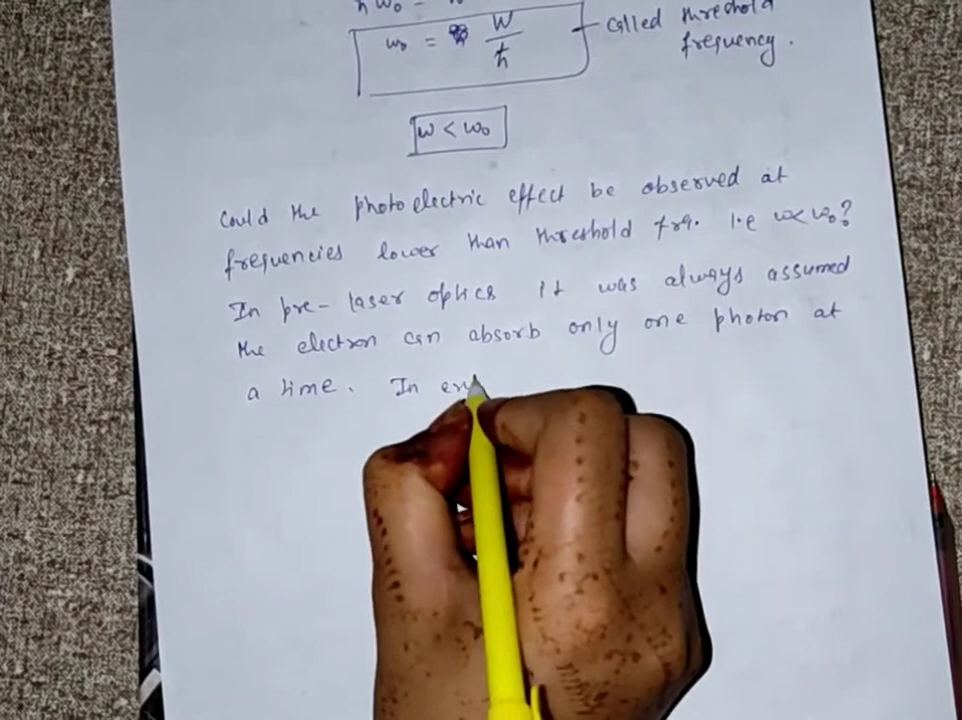 ħω₀ =
ω₀ = W/ħ called threshold
frequency.
ω < ω₀
Could the photoelectric effect be observed at
frequencies lower than threshold frq. i.e ω<ω₀?
In pre-laser optics it was always assumed
the electron can absorb only one photon at
a time. In